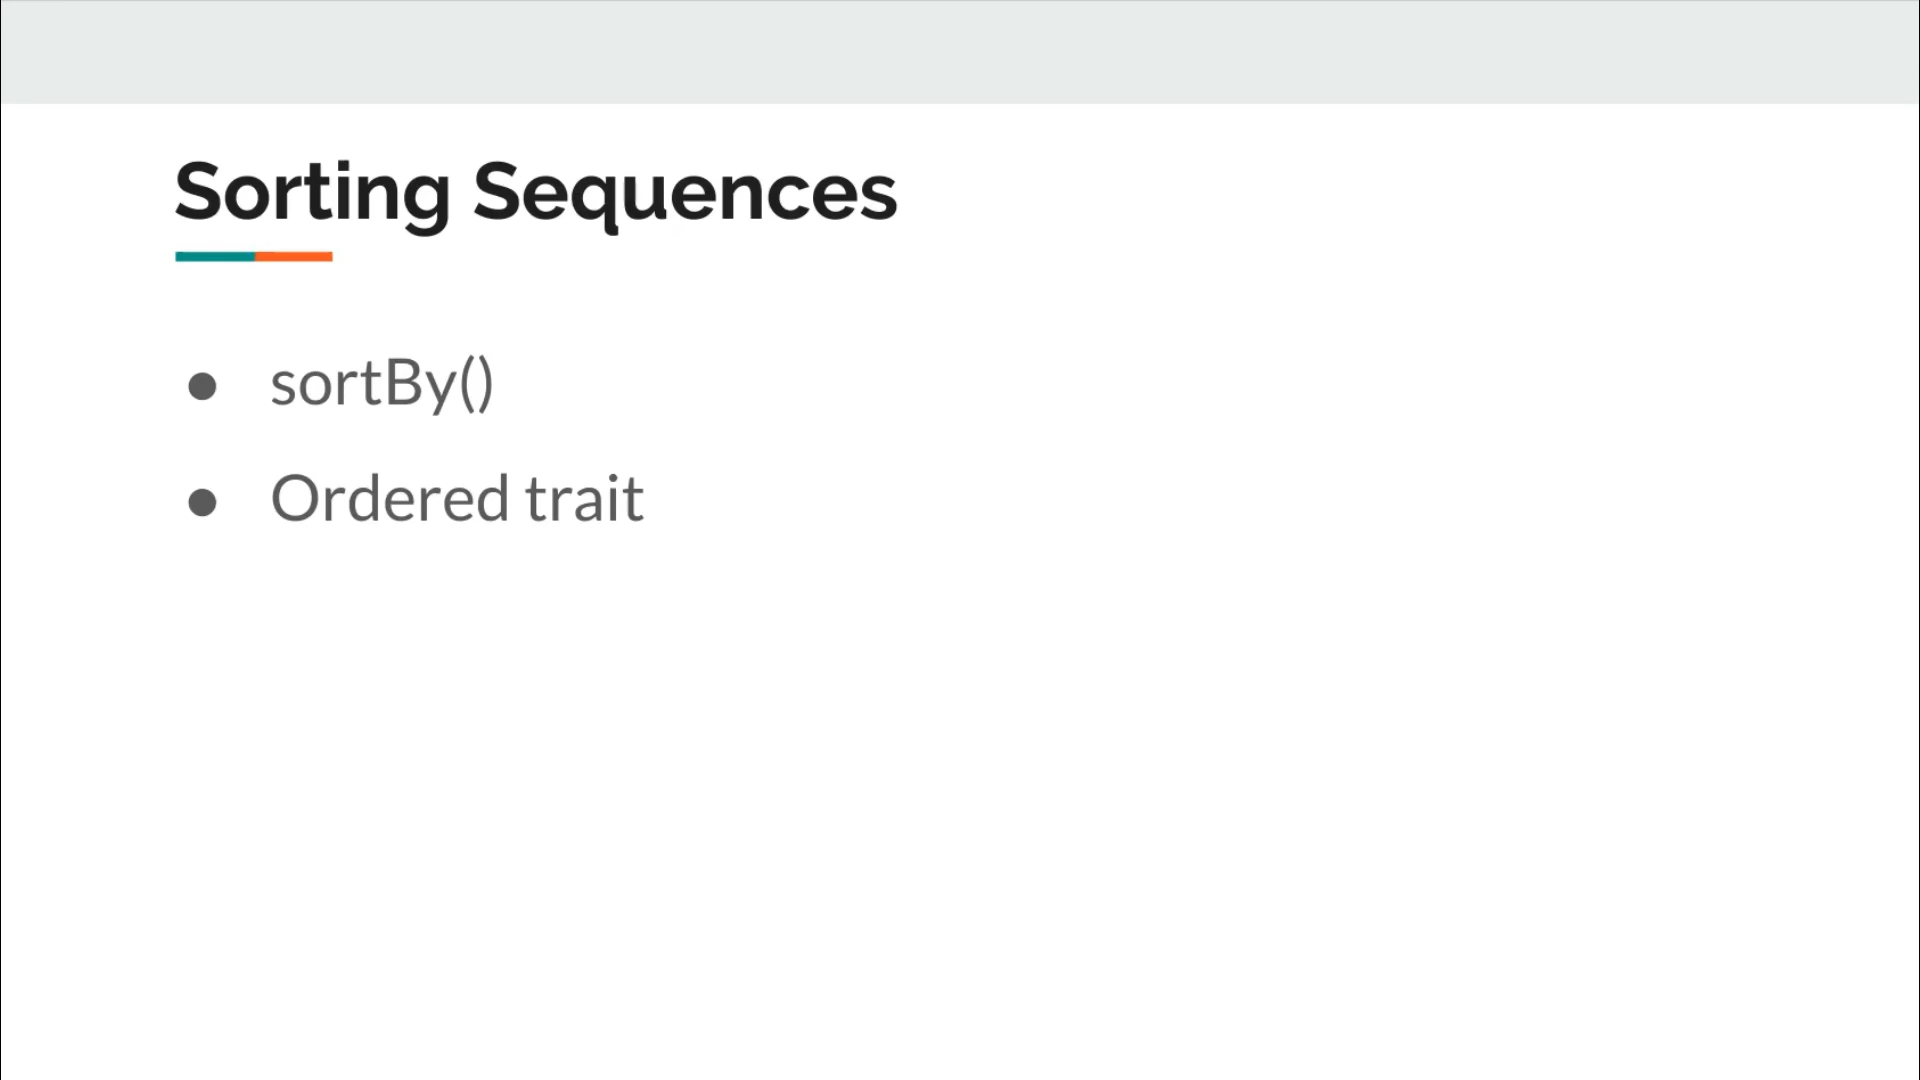 Sorting Sequences
● sortBy()
● Ordered trait